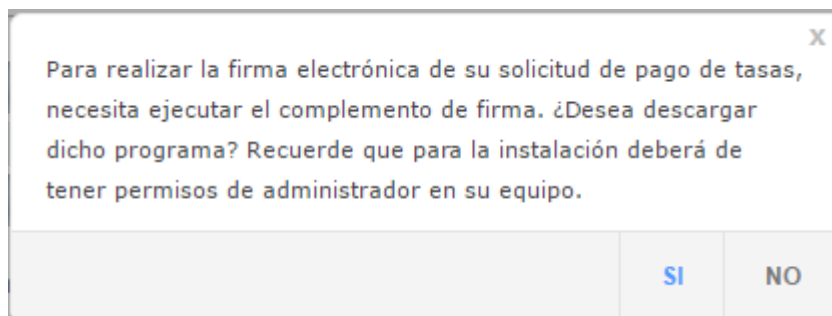 x
Para realizar la firma electrónica de su solicitud de pago de tasas,
necesita ejecutar el complemento de firma. ¿Desea descargar
dicho programa? Recuerde que para la instalación deberá de
tener permisos de administrador en su equipo.
SI
NO